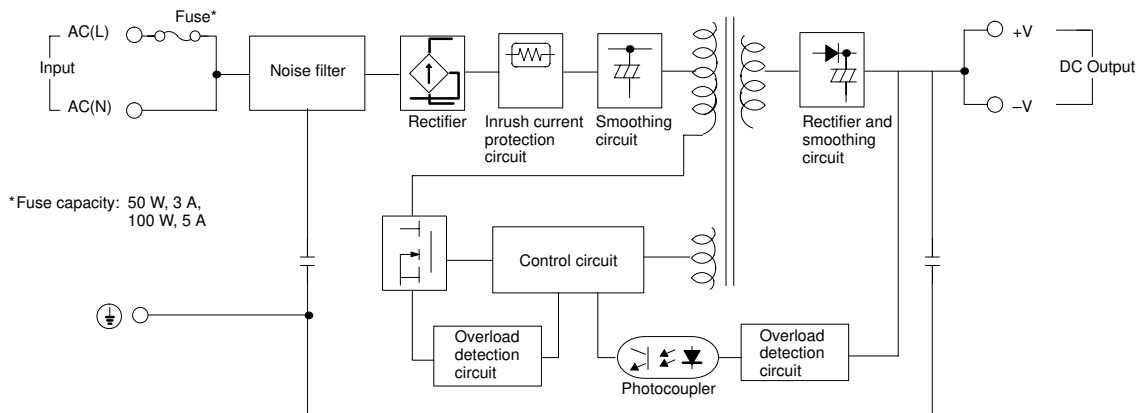 Fuse*
AC(L)
Input
AC(N)
Noise filter
Rectifier
Inrush current
protection
circuit
Smoothing
circuit
Rectifier and
smoothing
circuit
+V
DC Output
–V
*Fuse capacity: 50 W, 3 A,
100 W, 5 A
Control circuit
Overload
detection
circuit
Photocoupler
Overload
detection
circuit